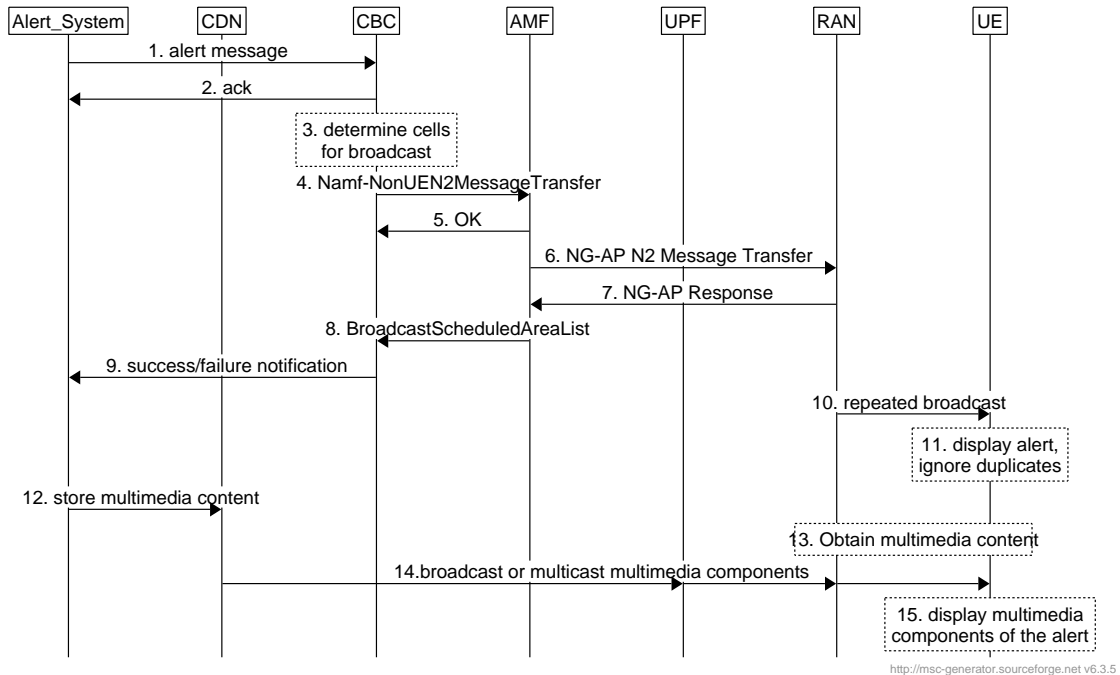 Alert_System CDN CBC AMF UPF RAN UE
1. alert message
2. ack
3. determine cells
for broadcast
4. Namf-NonUEN2MessageTransfer
5. OK
6. NG-AP N2 Message Transfer
7. NG-AP Response
8. BroadcastScheduledAreaList
9. success/failure notification
10. repeated broadcast
11. display alert,
ignore duplicates
12. store multimedia content
13. Obtain multimedia content
14.broadcast or multicast multimedia components
15. display multimedia
components of the alert
http://msc-generator.sourceforge.net v6.3.5